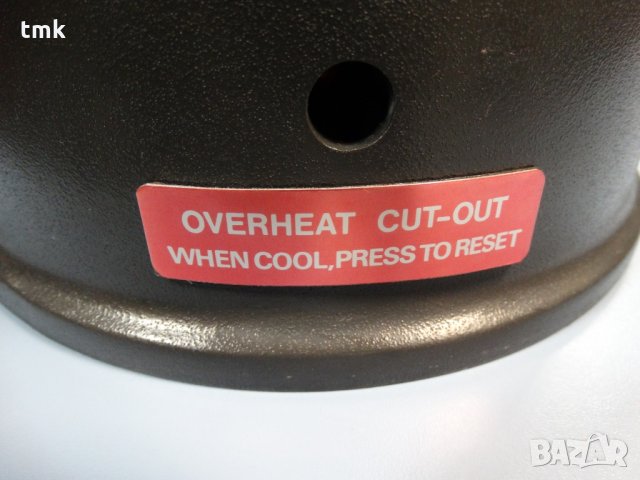 tmk
OVERHEAT CUT-OUT
WHEN COOL,PRESS TO RESET
BAZAR